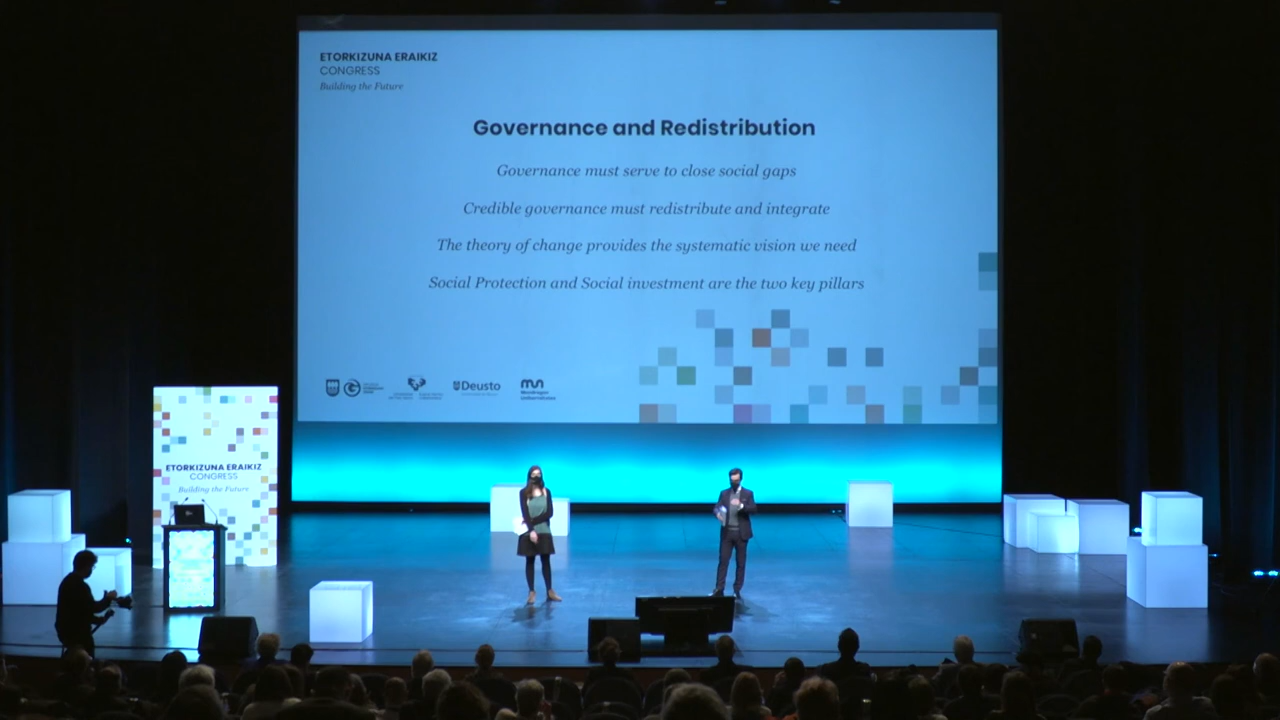 ETORKIZUNA ERAIKIZ
CONGRESS
Building the Future
Governance and Redistribution
Governance must serve to close social gaps
Credible governance must redistribute and integrate
The theory of change provides the systematic vision we need
Social Protection and Social investment are the two key pillars
Deusto
Mondragon
Unibertsitatea
ETORKIZUNA ERAIKIZ
CONGRESS
Building the Future